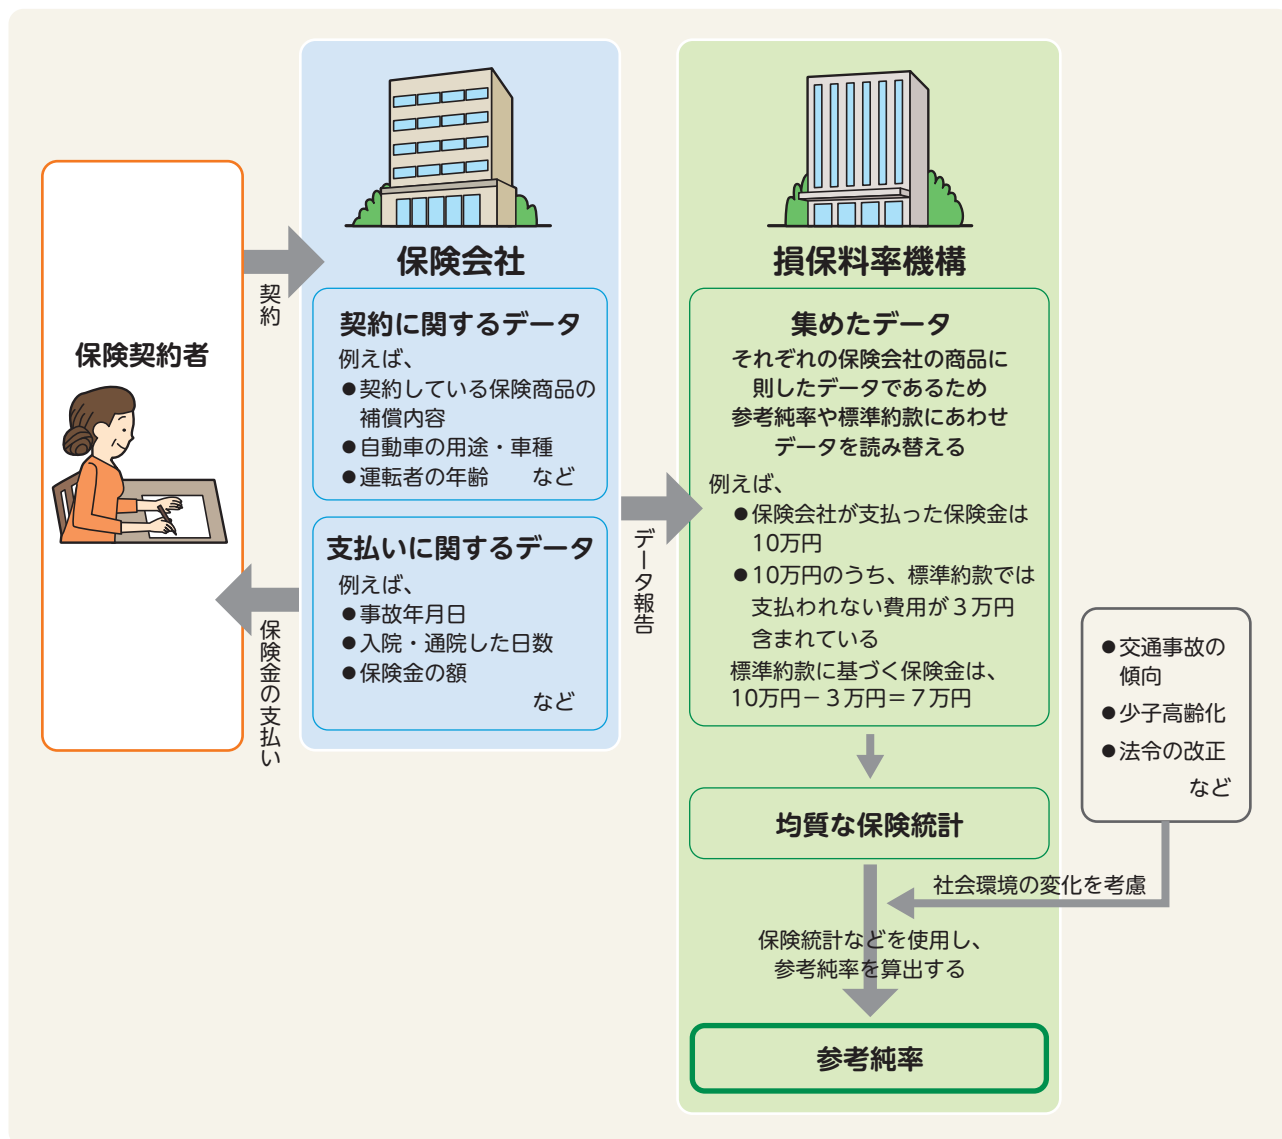 保険契約者
契約
保険金の支払い
保険会社
契約に関するデータ
例えば、
●契約している保険商品の
補償内容
●自動車の用途・車種
●運転者の年齢　など
支払いに関するデータ
例えば、
●事故年月日
●入院・通院した日数
●保険金の額
など
データ報告
損保料率機構
集めたデータ
それぞれの保険会社の商品に
則したデータであるため
参考純率や標準約款にあわせ
データを読み替える
例えば、
●保険会社が支払った保険金は
10万円
●10万円のうち、標準約款では
支払われない費用が３万円
含まれている
標準約款に基づく保険金は、
10万円－３万円＝７万円
均質な保険統計
●交通事故の
傾向
●少子高齢化
●法令の改正
など
社会環境の変化を考慮
保険統計などを使用し、
参考純率を算出する
参考純率